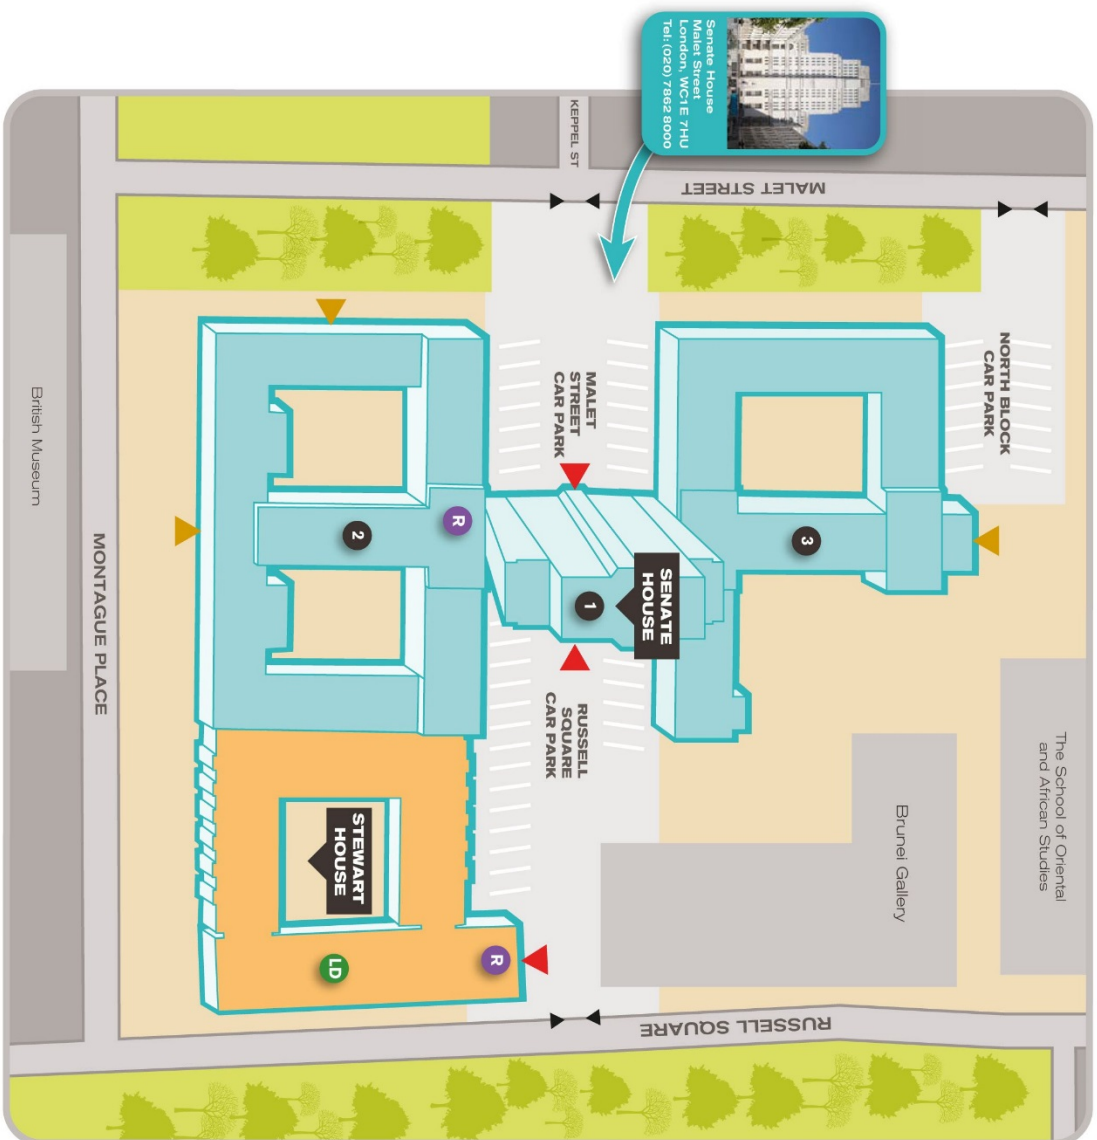 Senate House
Malet Street
London, WC1E 7HU
Tel: (020) 7862 8000
KEPPEL ST
MALET STREET
NORTH BLOCK
CAR PARK
MALET
STREET
CAR PARK
British Museum
MONTAGUE PLACE
R
2
3
SENATE
HOUSE
1
RUSSELL
SQUARE
CAR PARK
The School of Oriental
and African Studies
Brunei Gallery
STEWART
HOUSE
LD
R
RUSSELL SQUARE